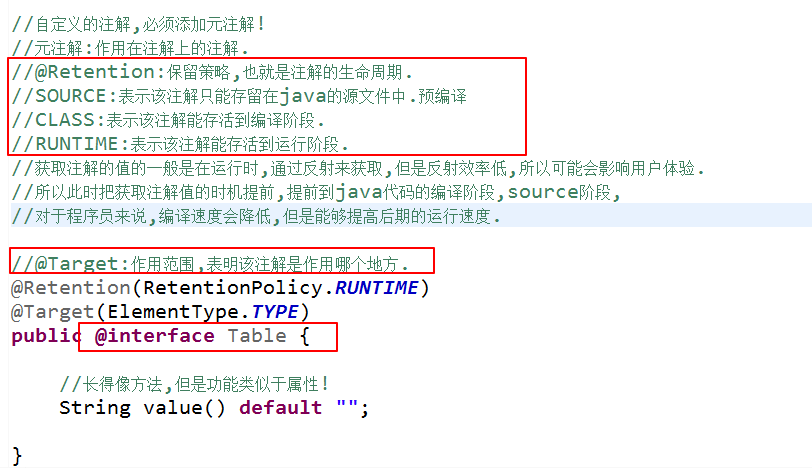 //自定义的注解,必须添加元注解!
//元注解:作用在注解上的注解.
//@Retention:保留策略,也就是注解的生命周期.
//SOURCE:表示该注解只能存留在java的源文件中.预编译
//CLASS:表示该注解能存活到编译阶段.
//RUNTIME:表示该注解能存活到运行阶段.
//获取注解的值的一般是在运行时,通过反射来获取,但是反射效率低,所以可能会影响用户体验.
//所以此时把获取注解值的时机提前,提前到java代码的编译阶段,source阶段,
//对于程序员来说,编译速度会降低,但是能够提高后期的运行速度.
//@Target:作用范围,表明该注解是作用哪个地方.
@Retention(RetentionPolicy.RUNTIME)
@Target(ElementType.TYPE)
public @interface Table {
//长得像方法,但是功能类似于属性!
String value() default "";
}